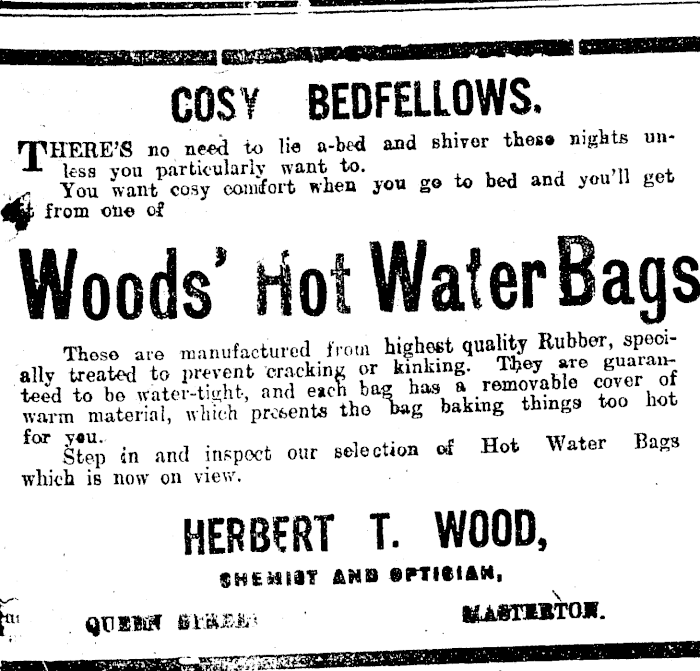 COSY BEDFELLOWS.
THERE'S no need to lie a-bed and shiver these nights un-
less you particularly want to.
You want cosy comfort when you go to bed and you'll get
it from one of
Woods' Hot Water Bags
These are manufactured from highest quality Rubber, speci-
ally treated to prevent cracking or kinking. They are guaran-
teed to be water-tight, and each bag has a removable cover of
warm material, which presents the bag baking things too hot
for you.
Step in and inspect our selection of Hot Water Bags
which is now on view.
HERBERT T. WOOD,
CHEMIST AND OPTICIAN,
QUEEN STREET MASTERTON.